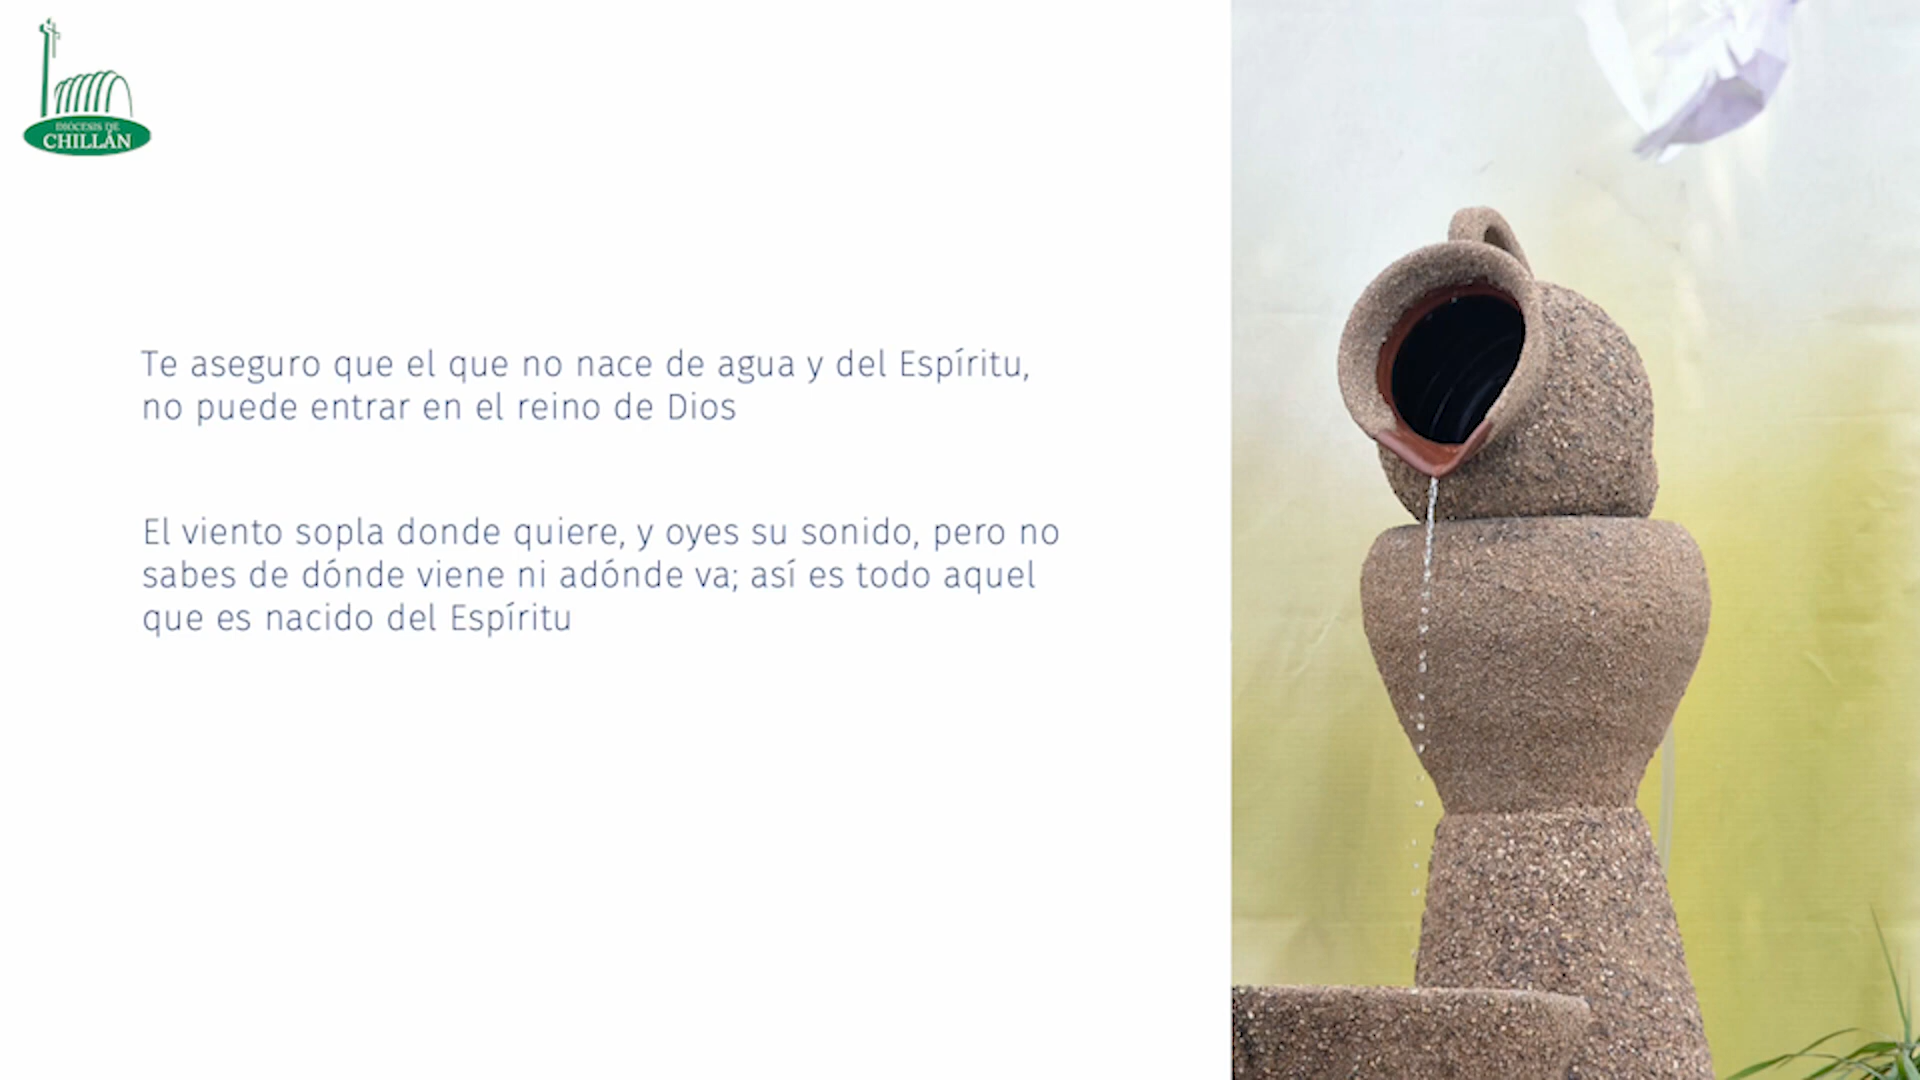 DIÓCESIS DE
CHILLÁN
Te aseguro que el que no nace de agua y del Espíritu,
no puede entrar en el reino de Dios
El viento sopla donde quiere, y oyes su sonido, pero no
sabes de dónde viene ni adónde va; así es todo aquel
que es nacido del Espíritu